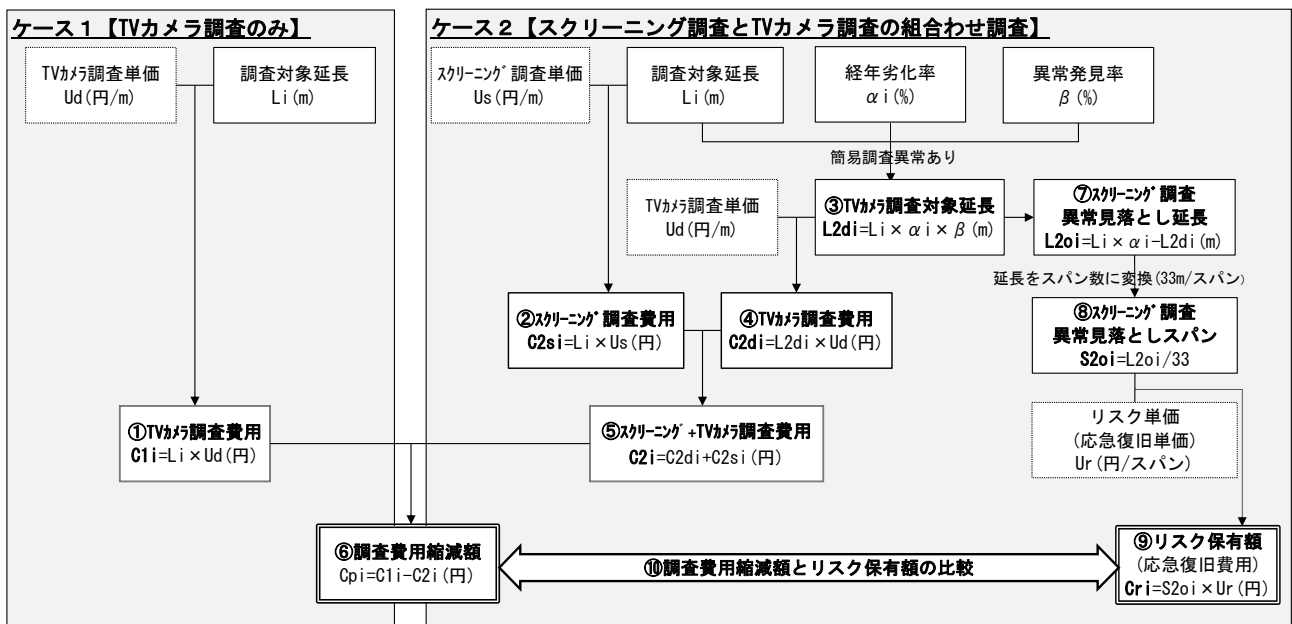 ケース１【TVカメラ調査のみ】
TVカメラ調査単価
Ud(円/m)
調査対象延長
Li(m)
①TVカメラ調査費用
C1i=Li×Ud(円)
ケース２【スクリーニング調査とTVカメラ調査の組合わせ調査】
スクリーニング調査単価
Us(円/m)
調査対象延長
Li(m)
経年劣化率
αi(%)
異常発見率
β(%)
簡易調査異常あり
TVカメラ調査単価
Ud(円/m)
③TVカメラ調査対象延長
L2di=Li×αi×β(m)
⑦スクリーニング調査
異常見落とし延長
L2oi=Li×αi-L2di(m)
延長をスパン数に変換(33m/スパン)
②スクリーニング調査費用
C2si=Li×Us(円)
④TVカメラ調査費用
C2di=L2di×Ud(円)
⑧スクリーニング調査
異常見落としスパン
S2oi=L2oi/33
⑤スクリーニング+TVカメラ調査費用
C2i=C2di+C2si(円)
リスク単価
(応急復旧単価)
Ur(円/スパン)
⑥調査費用縮減額
Cpi=C1i-C2i(円)
⑩調査費用縮減額とリスク保有額の比較
⑨リスク保有額
(応急復旧費用)
Cri=S2oi×Ur(円)